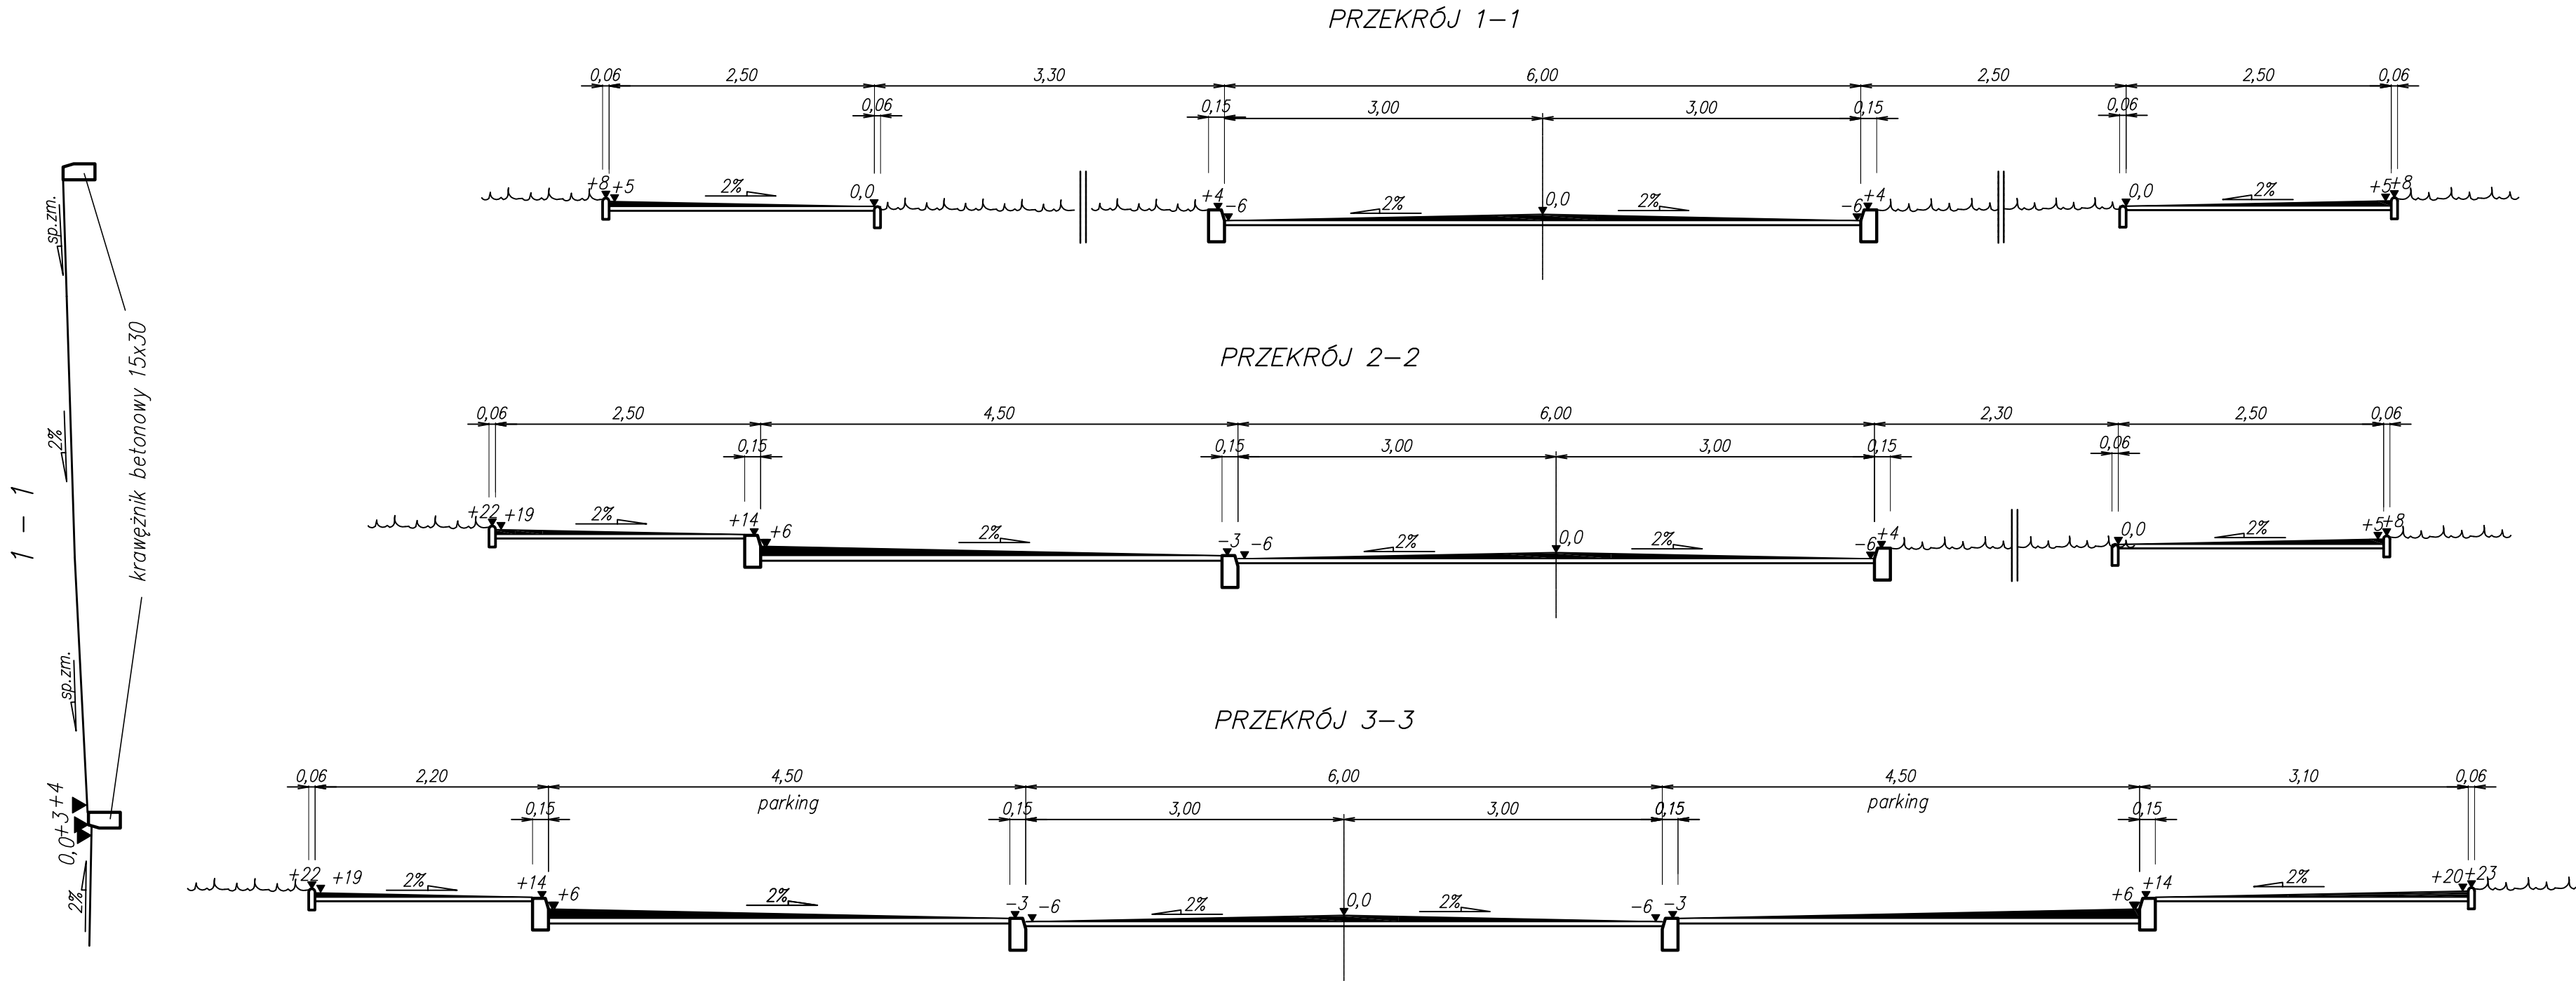 PRZEKRÓJ 1-1
0,06 2,50 3,30 6,00 2,50 2,50 0,06
0,06 0,15 3,00 3,00 0,15 0,06
+8 +5 2% 0,0 +4 -6 2% 0,0 2% -6 +4 0,0 2% +5 +8
PRZEKRÓJ 2-2
0,06 2,50 4,50 6,00 2,30 2,50 0,06
0,15 0,15 3,00 3,00 0,15 0,06
+22 +19 2% +14 +6 2% -3 -6 2% 0,0 2% -6 +4 0,0 2% +5 +8
PRZEKRÓJ 3-3
0,06 2,20 4,50 6,00 4,50 3,10 0,06
parking parking
0,15 0,15 3,00 3,00 0,15 0,15
+22 +19 2% +14 +6 2% -3 -6 2% 0,0 2% -6 -3 +6 +14 2% +20 +23
1 - 1
sp.zm.
2%
sp.zm.
0,0 +3 +4
2%
krawężnik betonowy 15x30